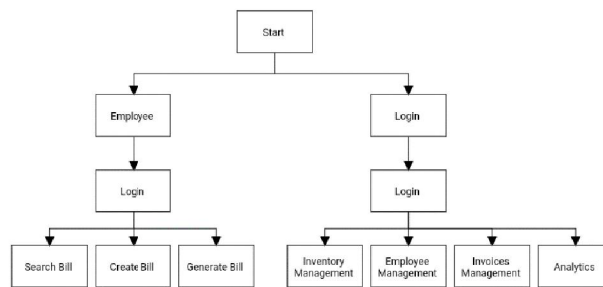 Start
Employee
Login
Login
Login
Search Bill
Create Bill
Generate Bill
Inventory
Management
Employee
Management
Invoices
Management
Analytics